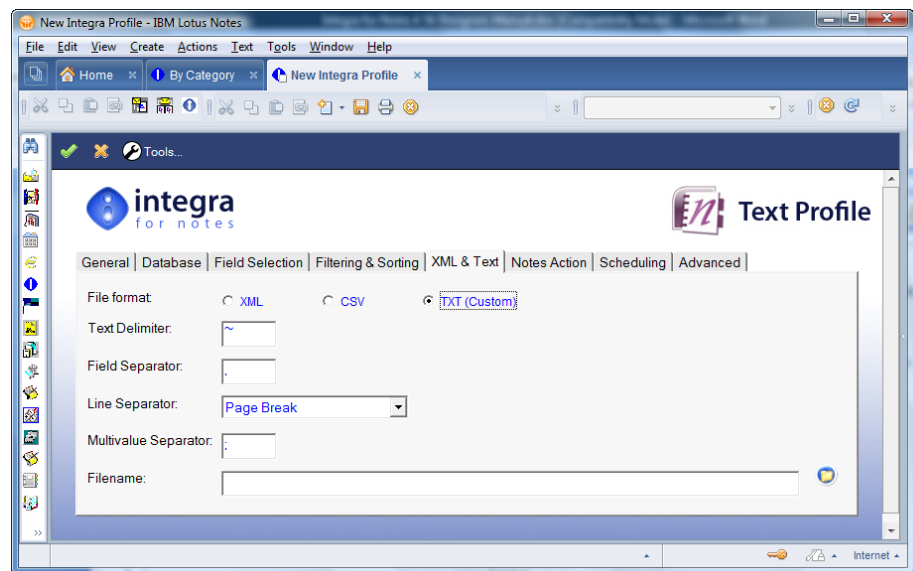 New Integra Profile - IBM Lotus Notes
File Edit View Create Actions Text Tools Window Help
Home By Category New Integra Profile
Tools...
integra
for notes
Text Profile
General Database Field Selection Filtering & Sorting XML & Text Notes Action Scheduling Advanced
File format: XML CSV TXT (Custom)
Text Delimiter: ~
Field Separator: ,
Line Separator: Page Break
Multivalue Separator: ;
Filename:
Internet